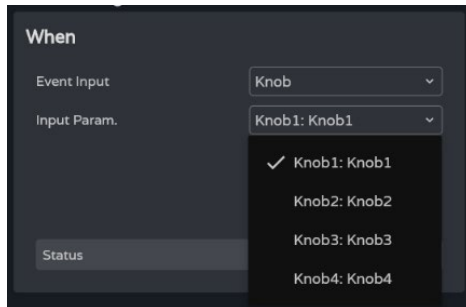 When
Event Input Knob
Input Param. Knob1: Knob1
Knob1: Knob1
Knob2: Knob2
Knob3: Knob3
Status
Knob4: Knob4